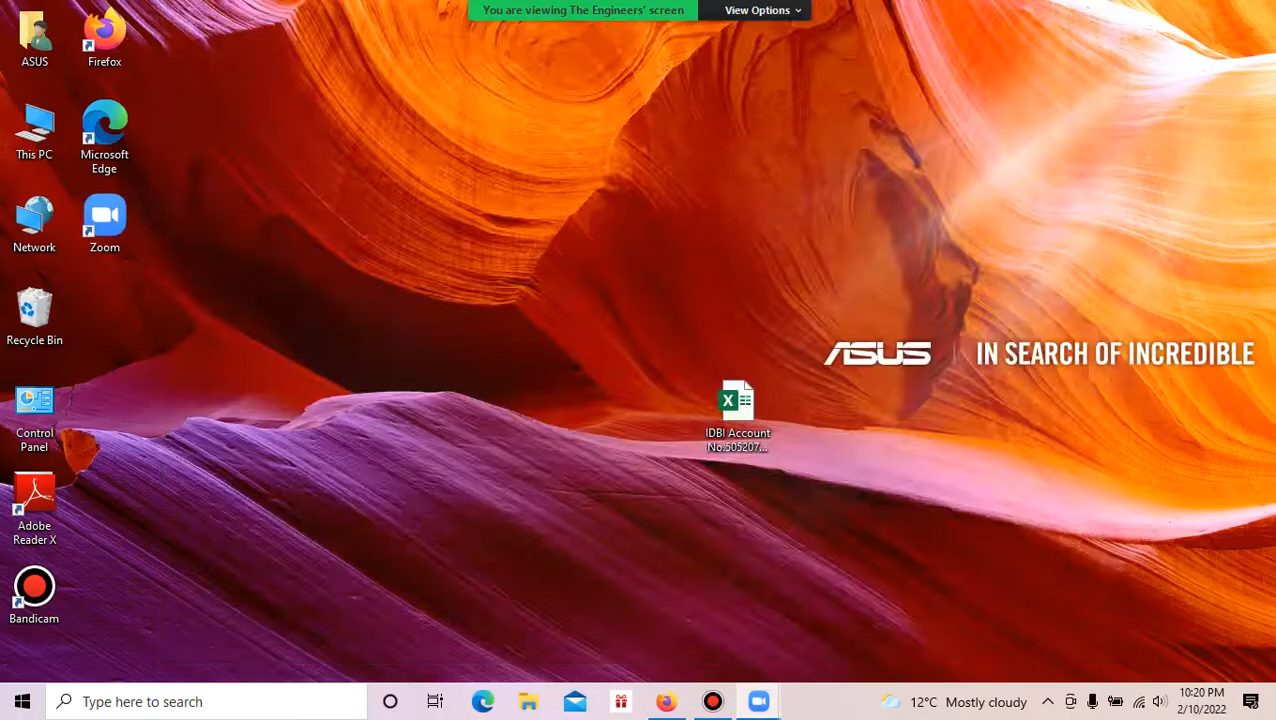 You are viewing The Engineers' screen
View Options
ASUS
Firefox
This PC
Microsoft
Edge
Network
Zoom
Recycle Bin
Control
Panel
Adobe
Reader X
Bandicam
IDBI Account
No.505207...
ASUS
IN SEARCH OF INCREDIBLE
Type here to search
12°C Mostly cloudy
10:20 PM
2/10/2022